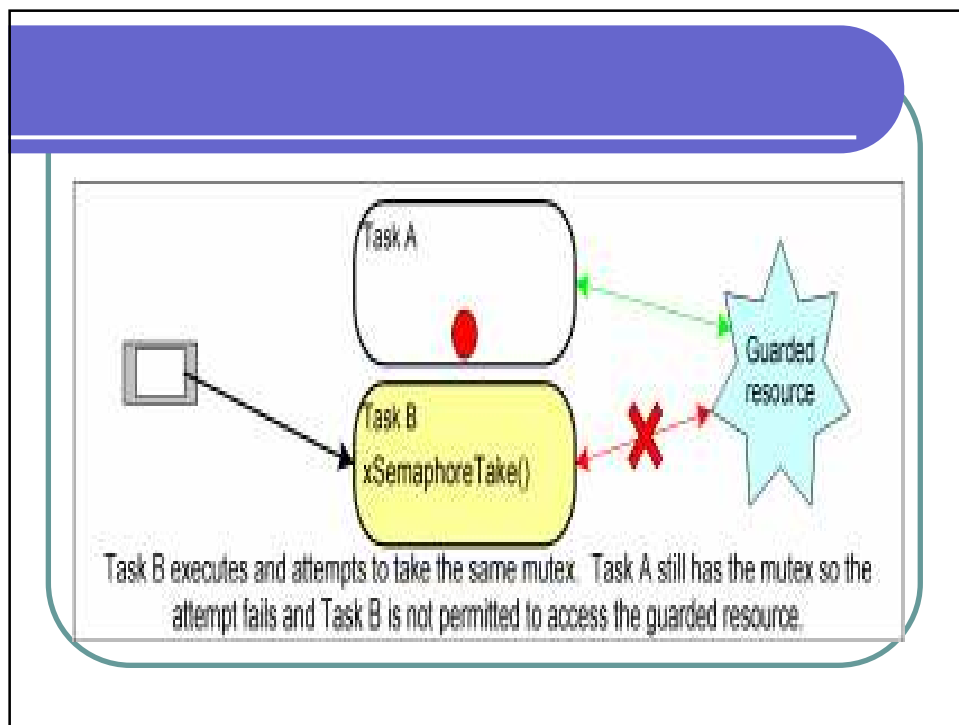 Task A
Guarded
resource
Task B
xSemaphoreTake()
Task B executes and attempts to take the same mutex. Task A still has the mutex so the
attempt fails and Task B is not permitted to access the guarded resource.